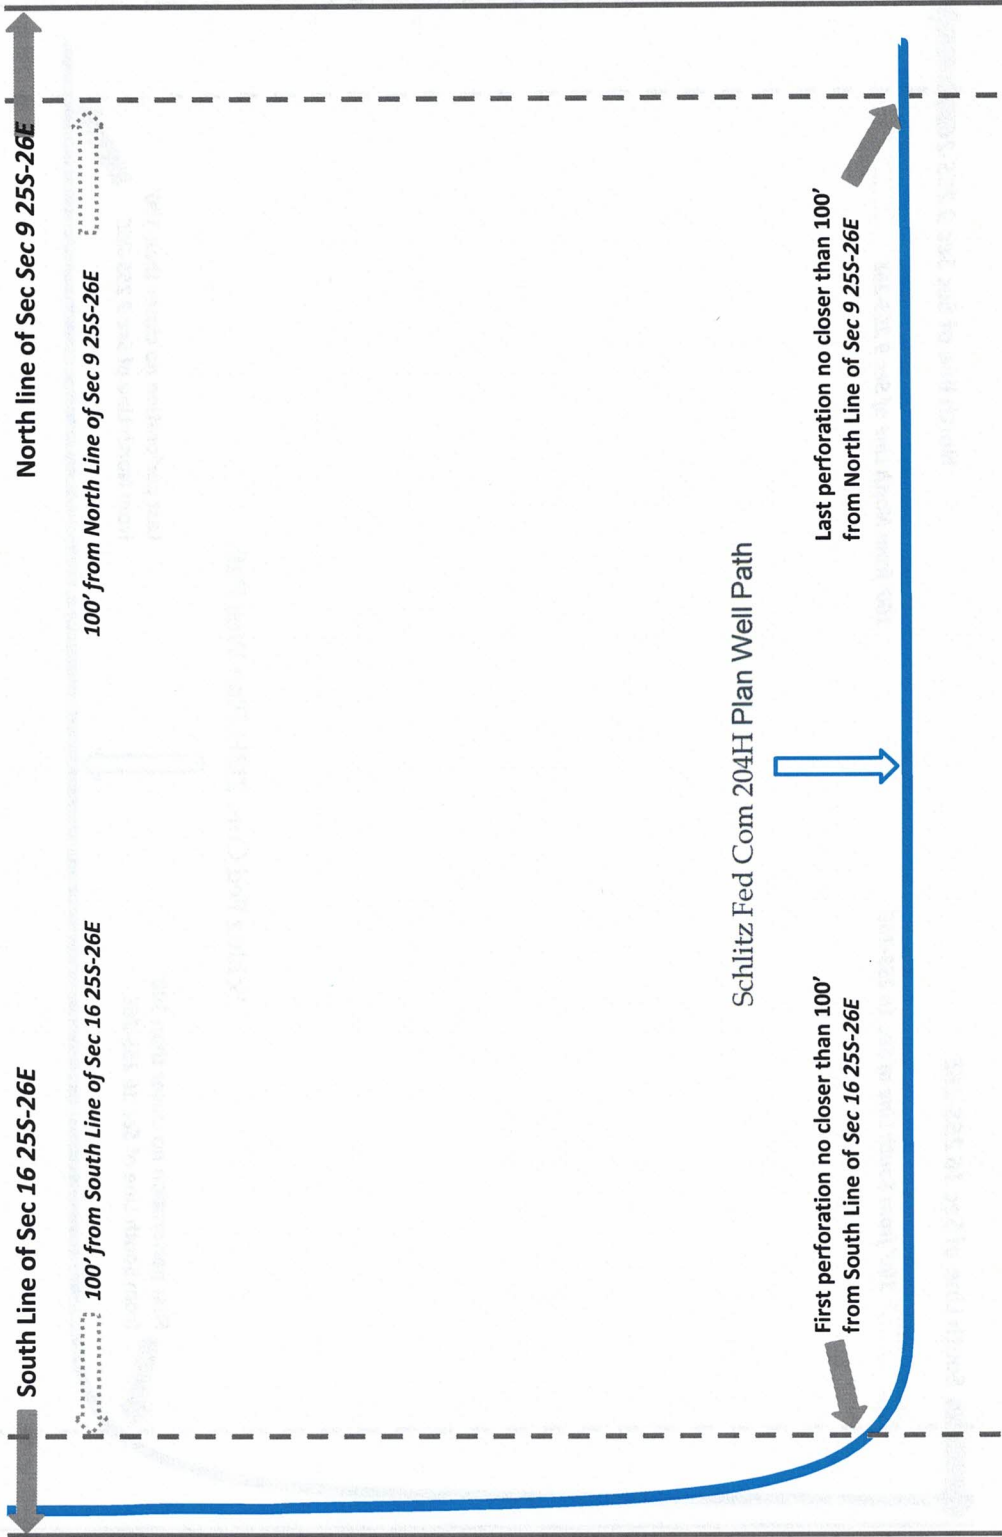 South Line of Sec 16 25S-26E
North line of Sec Sec 9 25S-26E
100' from South Line of Sec 16 25S-26E
100' from North Line of Sec 9 25S-26E
Schlitz Fed Com 204H Plan Well Path
First perforation no closer than 100'
from South Line of Sec 16 25S-26E
Last perforation no closer than 100'
from North Line of Sec 9 25S-26E